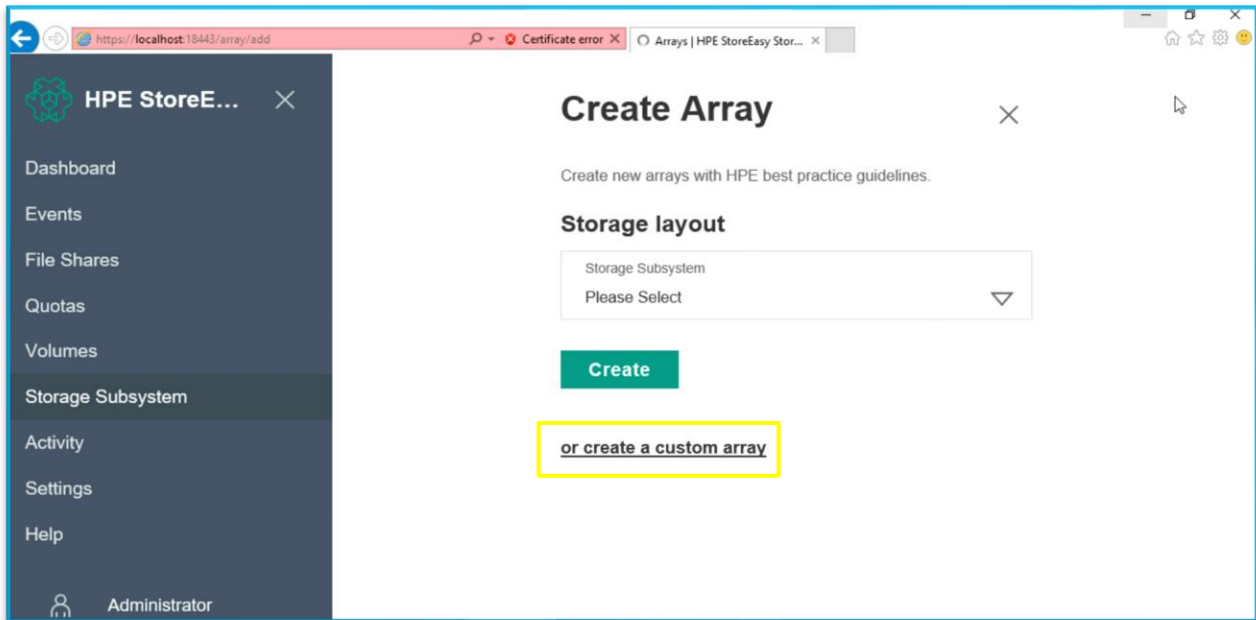 https://localhost:18443/array/add
Certificate error
Arrays | HPE StoreEasy Stor...
HPE StoreE...
Dashboard
Events
File Shares
Quotas
Volumes
Storage Subsystem
Activity
Settings
Help
Administrator
Create Array
Create new arrays with HPE best practice guidelines.
Storage layout
Storage Subsystem
Please Select
Create
or create a custom array